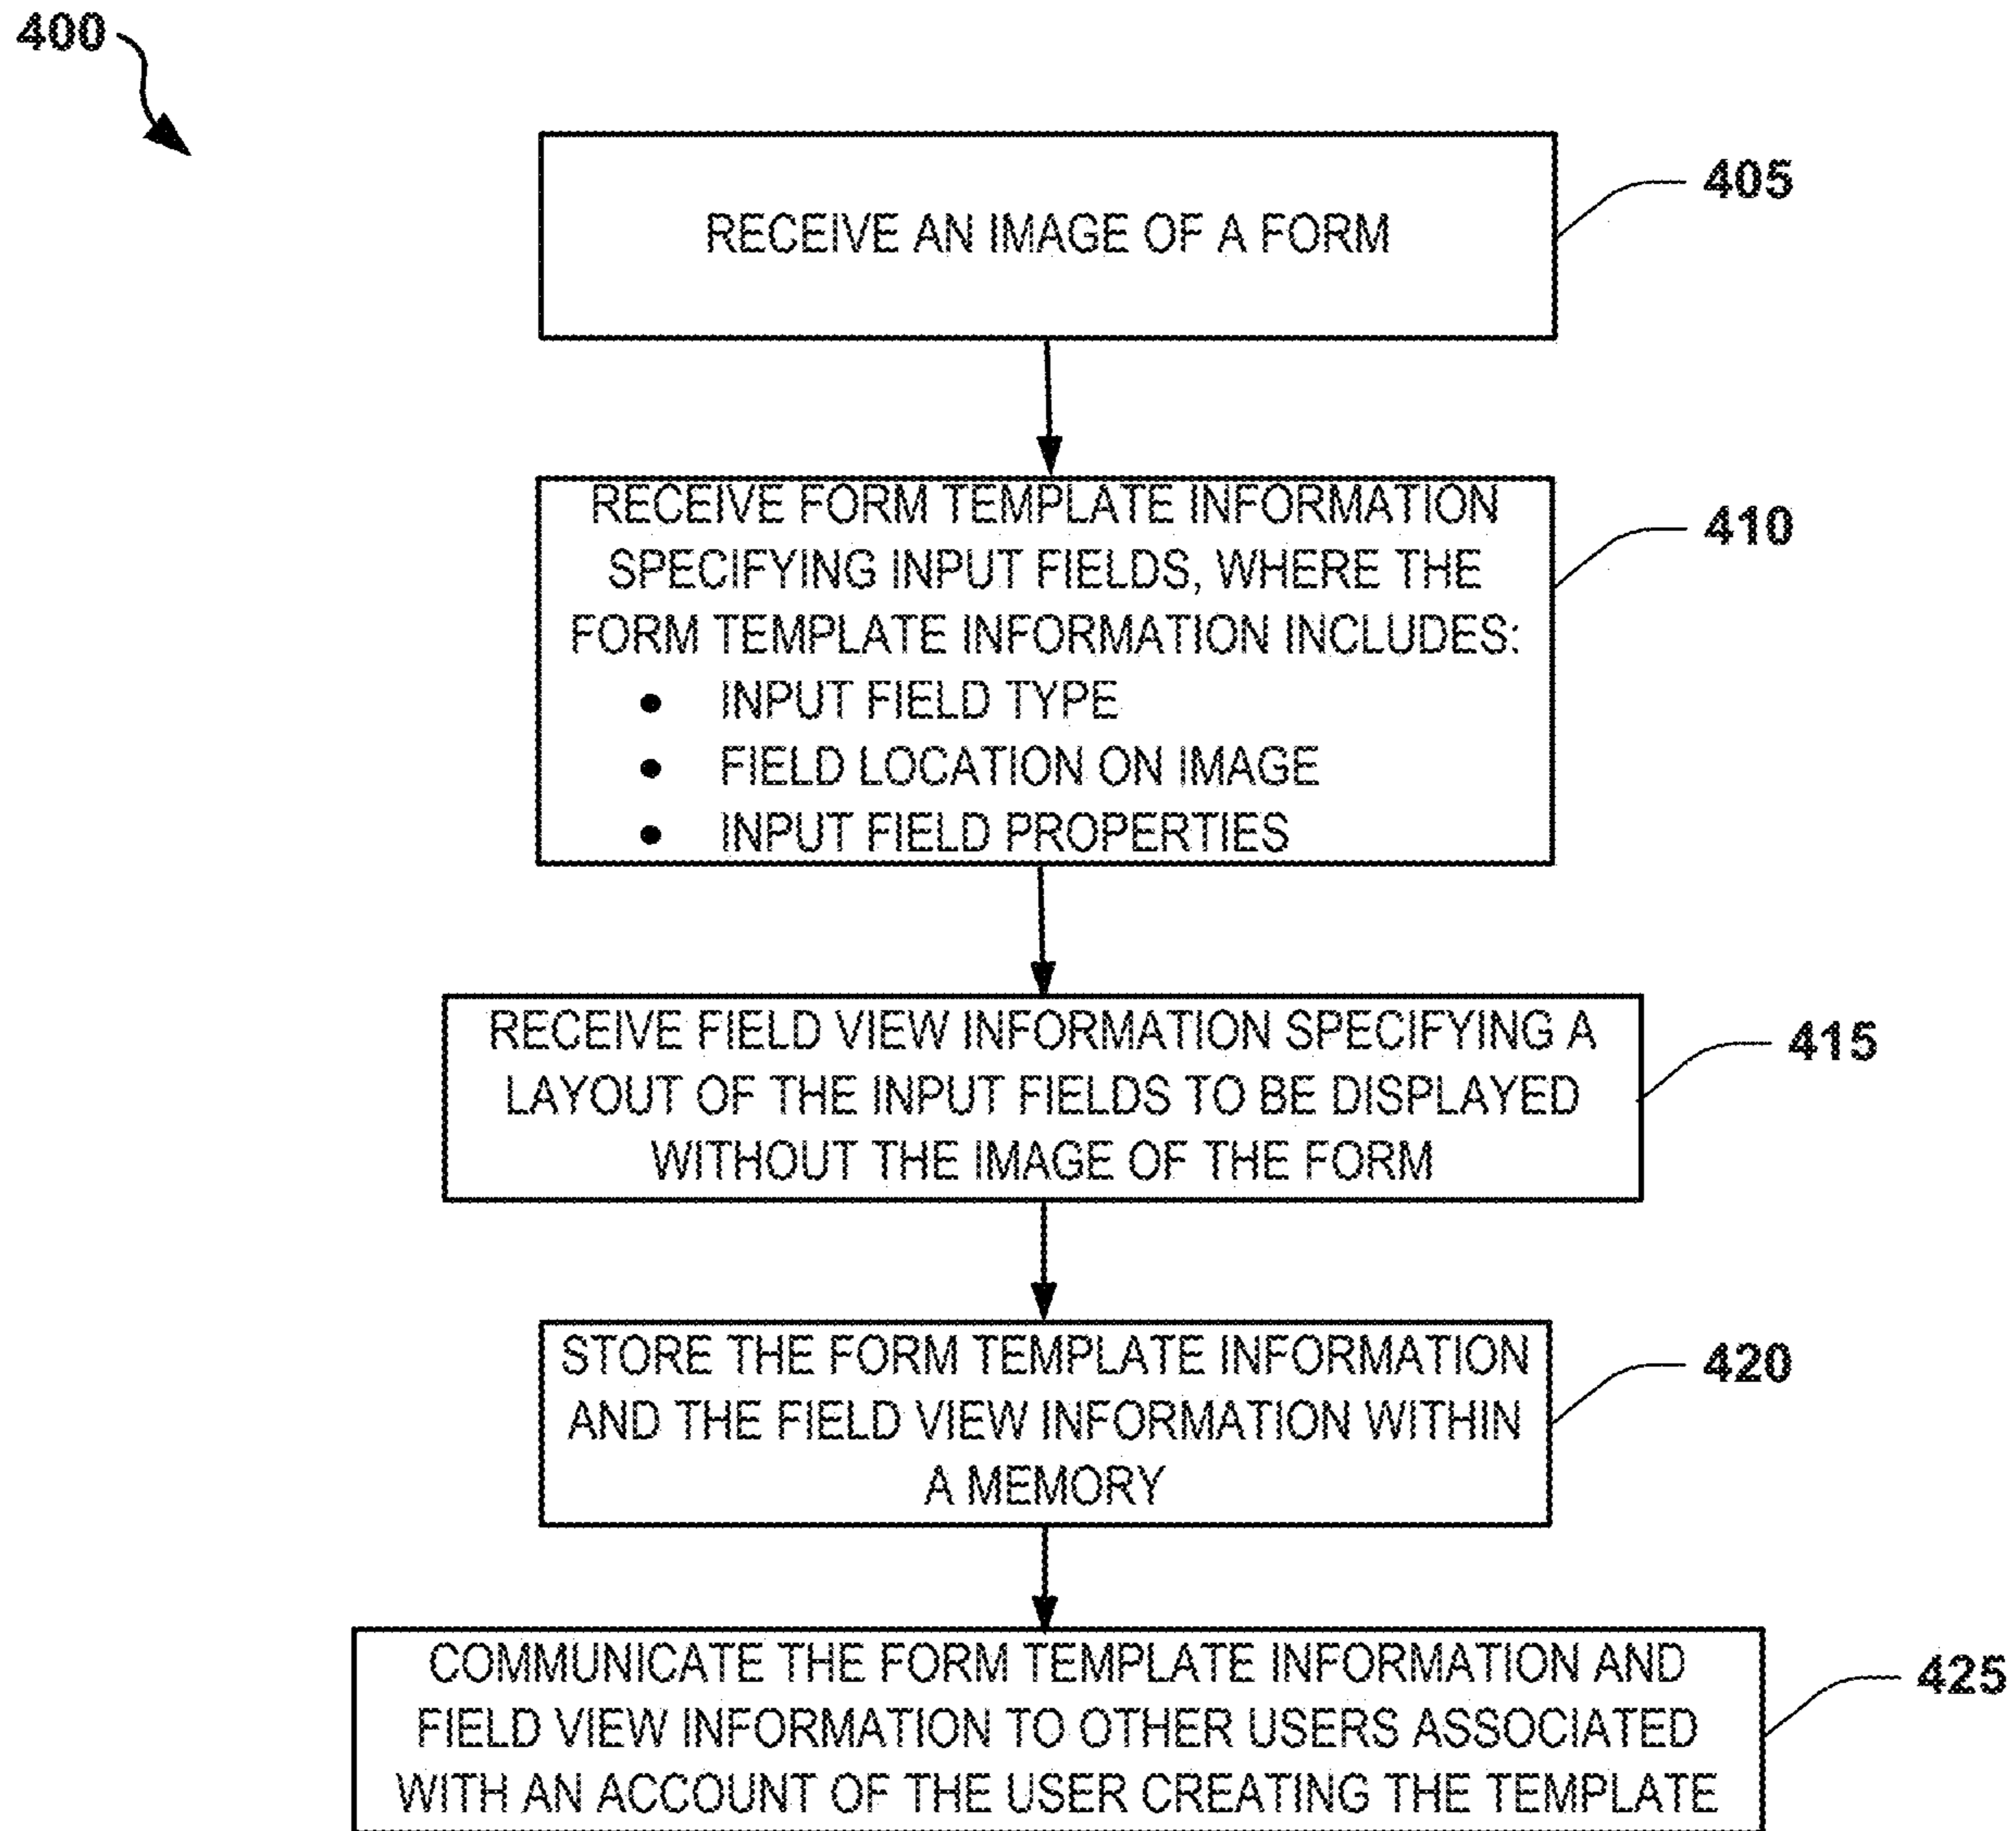 400
RECEIVE AN IMAGE OF A FORM
405
RECEIVE FORM TEMPLATE INFORMATION
SPECIFYING INPUT FIELDS, WHERE THE
FORM TEMPLATE INFORMATION INCLUDES:
• INPUT FIELD TYPE
• FIELD LOCATION ON IMAGE
• INPUT FIELD PROPERTIES
410
RECEIVE FIELD VIEW INFORMATION SPECIFYING A
LAYOUT OF THE INPUT FIELDS TO BE DISPLAYED
WITHOUT THE IMAGE OF THE FORM
415
STORE THE FORM TEMPLATE INFORMATION
AND THE FIELD VIEW INFORMATION WITHIN
A MEMORY
420
COMMUNICATE THE FORM TEMPLATE INFORMATION AND
FIELD VIEW INFORMATION TO OTHER USERS ASSOCIATED
WITH AN ACCOUNT OF THE USER CREATING THE TEMPLATE
425